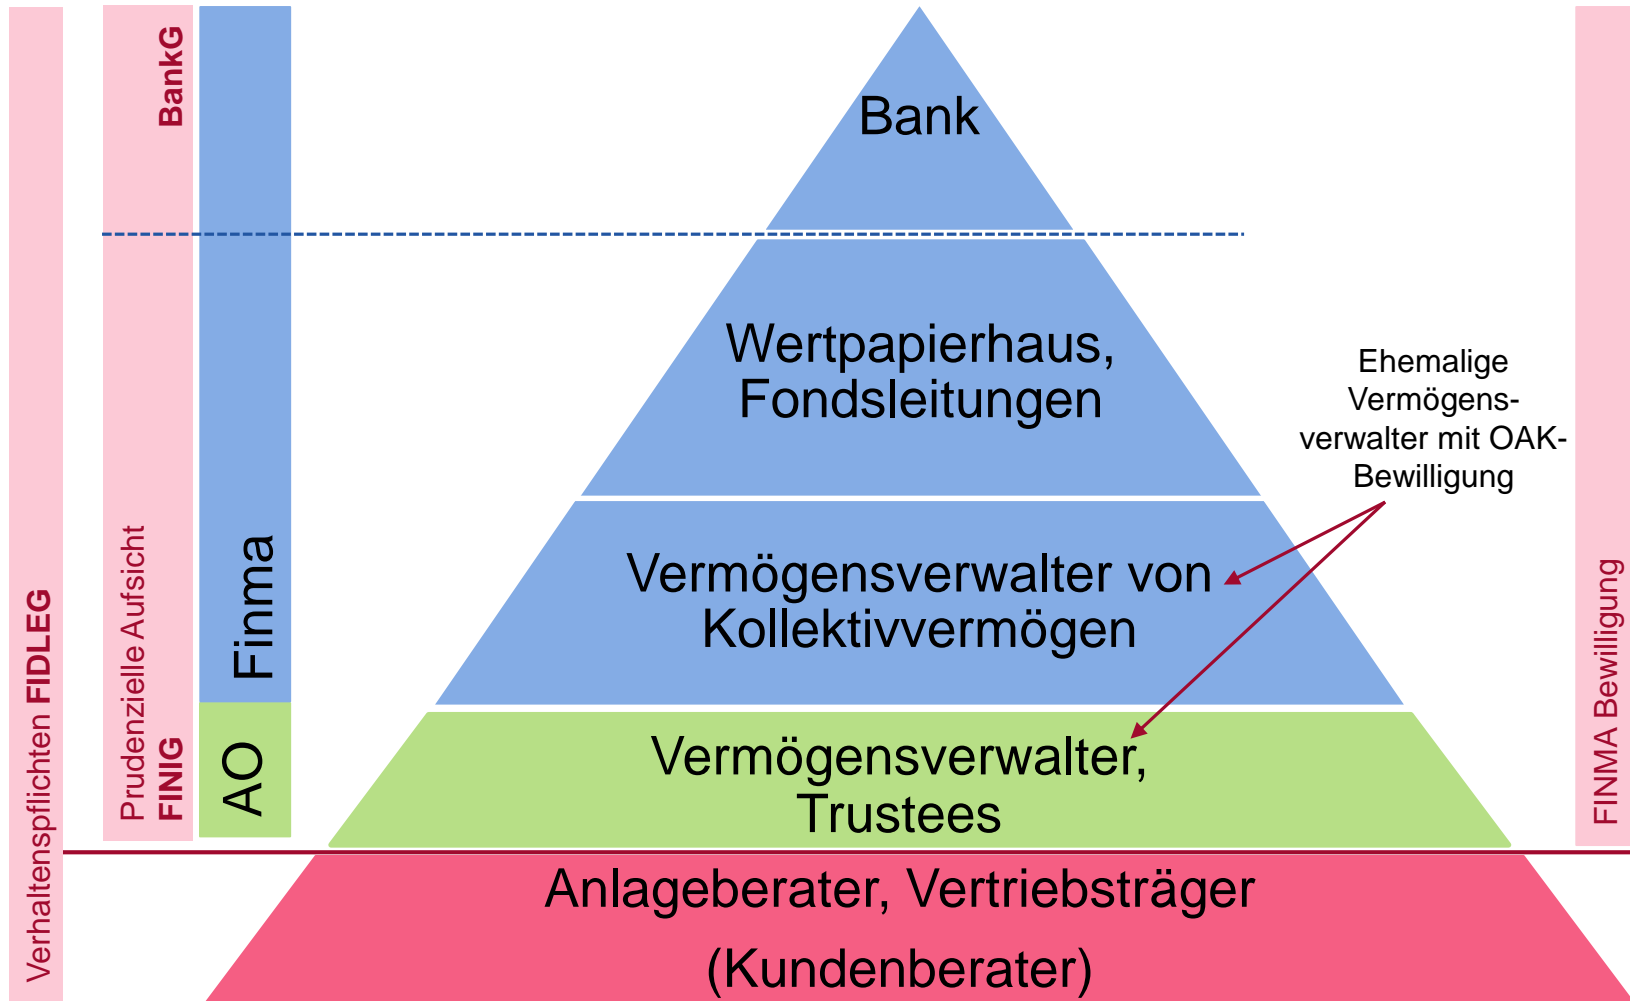 Verhaltenspflichten FIDLEG
BankG
Prudenzielle Aufsicht
FINIG
Finma
AO
Bank
Wertpapierhaus,
Fondsleitungen
Vermögensverwalter von
Kollektivvermögen
Vermögensverwalter,
Trustees
Anlageberater, Vertriebsträger
(Kundenberater)
Ehemalige
Vermögens-
verwalter mit OAK-
Bewilligung
FINMA Bewilligung